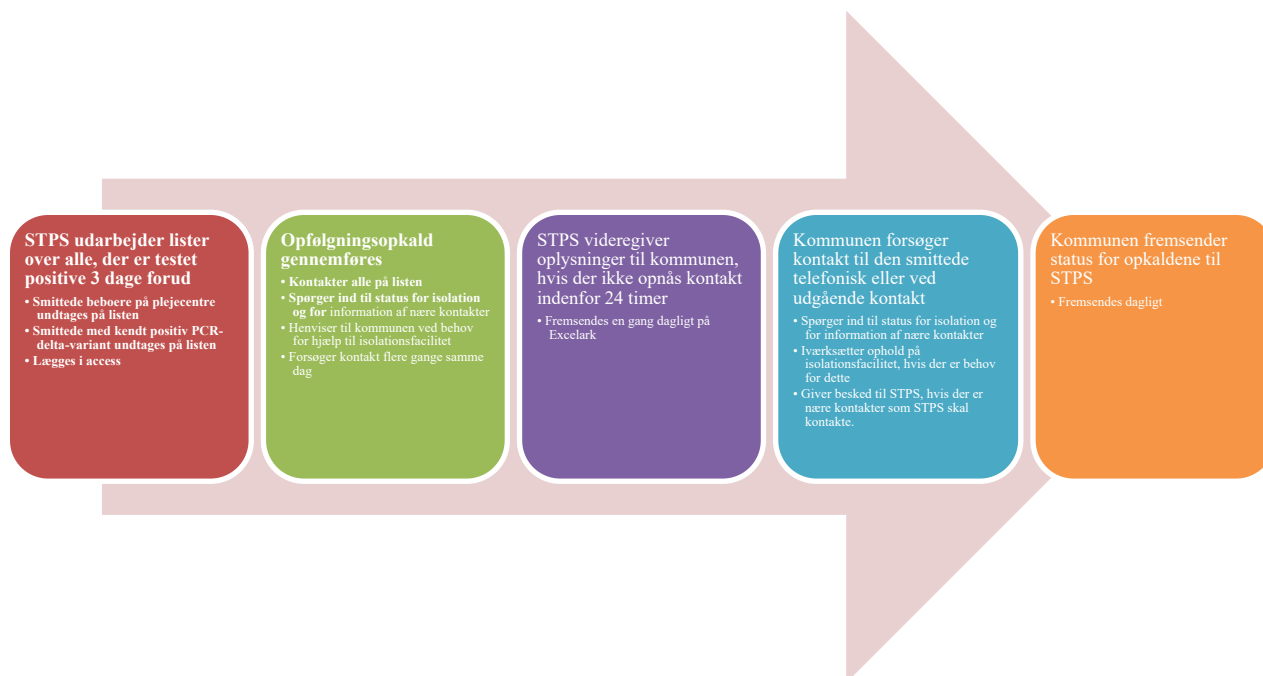 STPS udarbejder lister
over alle, der er testet
positive 3 dage forud
• Smittede beboere på plejecentre
undtages på listen
• Smittede med kendt positiv PCR-
delta-variant undtages på listen
• Lægges i access
Opfølgningsopkald
gennemføres
• Kontakter alle på listen
• Spørger ind til status for isolation
og for information af nære kontakter
• Henviser til kommunen ved behov
for hjælp til isolationsfacilitet
• Forsøger kontakt flere gange samme
dag
STPS videregiver
oplysninger til kommunen,
hvis der ikke opnås kontakt
indenfor 24 timer
• Fremsendes en gang dagligt på
Excelark
Kommunen forsøger
kontakt til den smittede
telefonisk eller ved
udgående kontakt
• Spørger ind til status for isolation og
for information af nære kontakter
• Iværksætter ophold på
isolationsfacilitet, hvis der er behov
for dette
• Giver besked til STPS, hvis der er
nære kontakter som STPS skal
kontakte.
Kommunen fremsender
status for opkaldene til
STPS
• Fremsendes dagligt